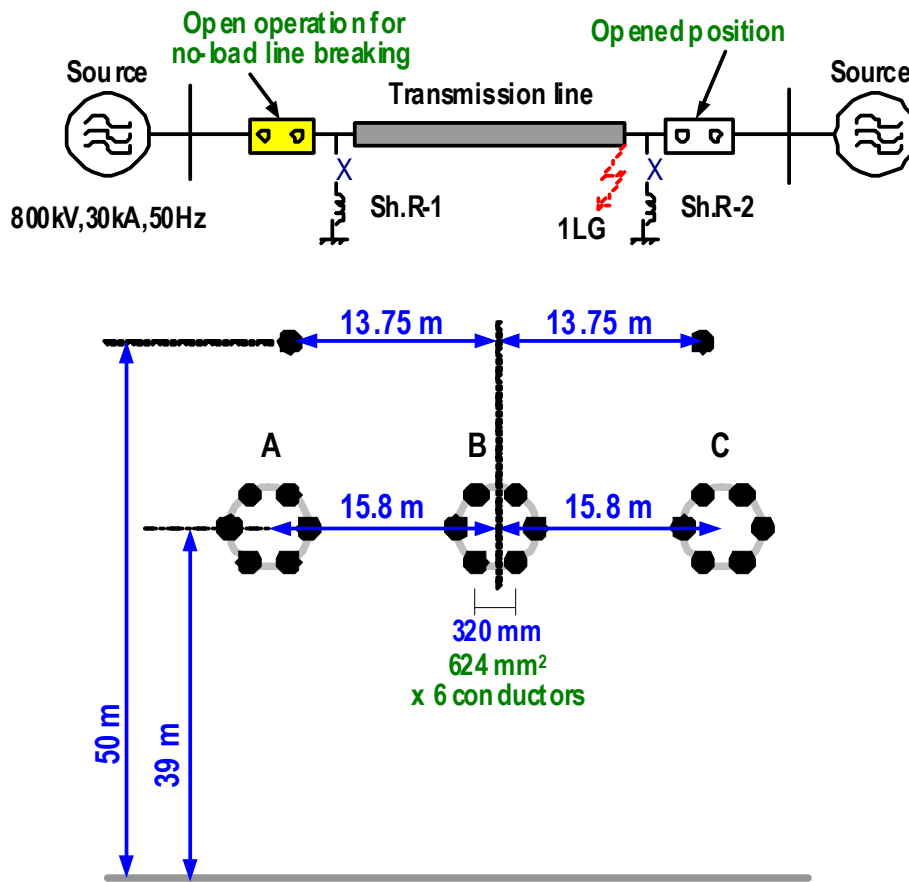 Open operation for
no-load line breaking
Opened position
Source
Transmission line
Source
X
X
Sh.R-1
1LG
Sh.R-2
800kV,30kA,50Hz
13.75 m
13.75 m
A
B
C
15.8 m
15.8 m
320 mm
624 mm²
x 6 conductors
50 m
39 m